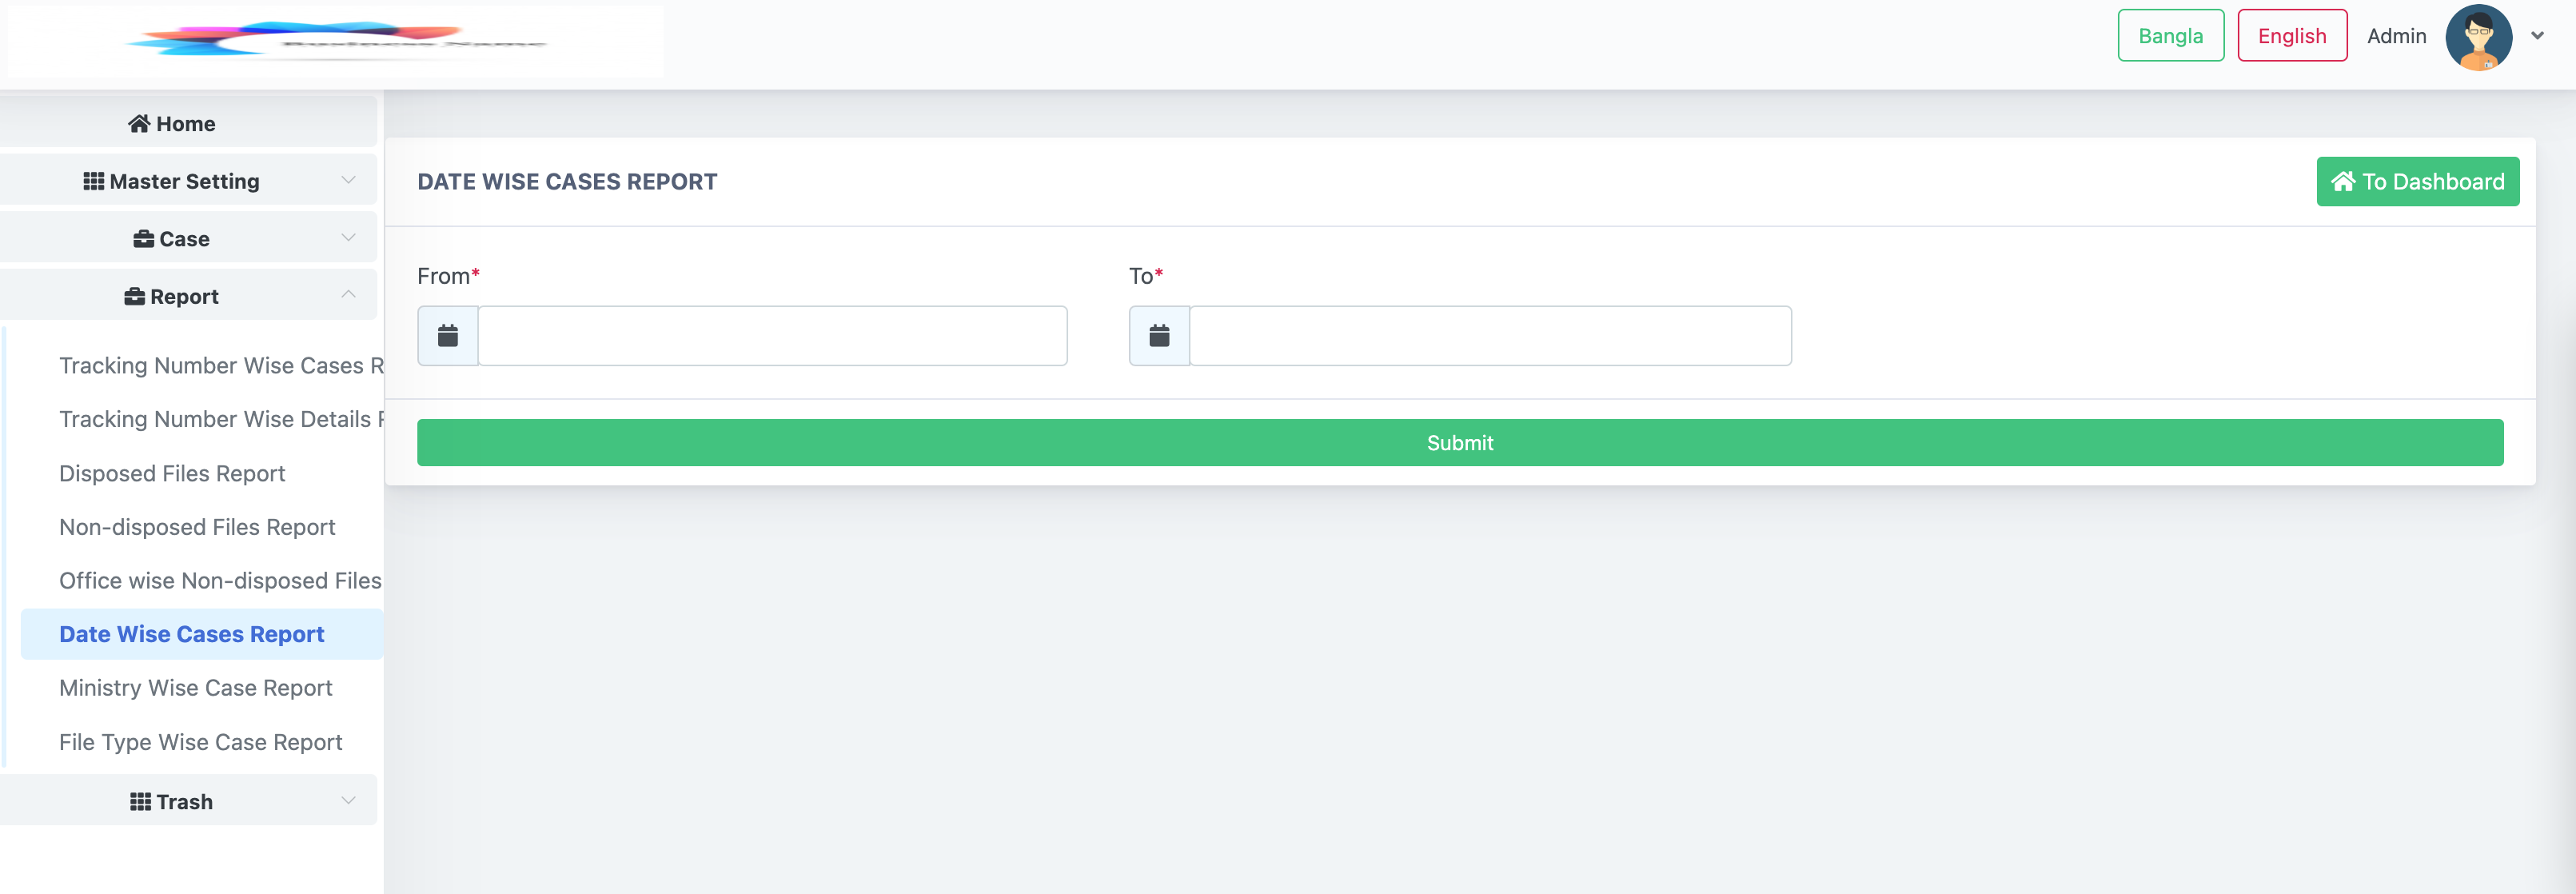 Business Name
Bangla
English
Admin
Home
Master Setting
Case
Report
Tracking Number Wise Cases R
Tracking Number Wise Details
Disposed Files Report
Non-disposed Files Report
Office wise Non-disposed Files
Date Wise Cases Report
Ministry Wise Case Report
File Type Wise Case Report
Trash
DATE WISE CASES REPORT
To Dashboard
From*
To*
Submit